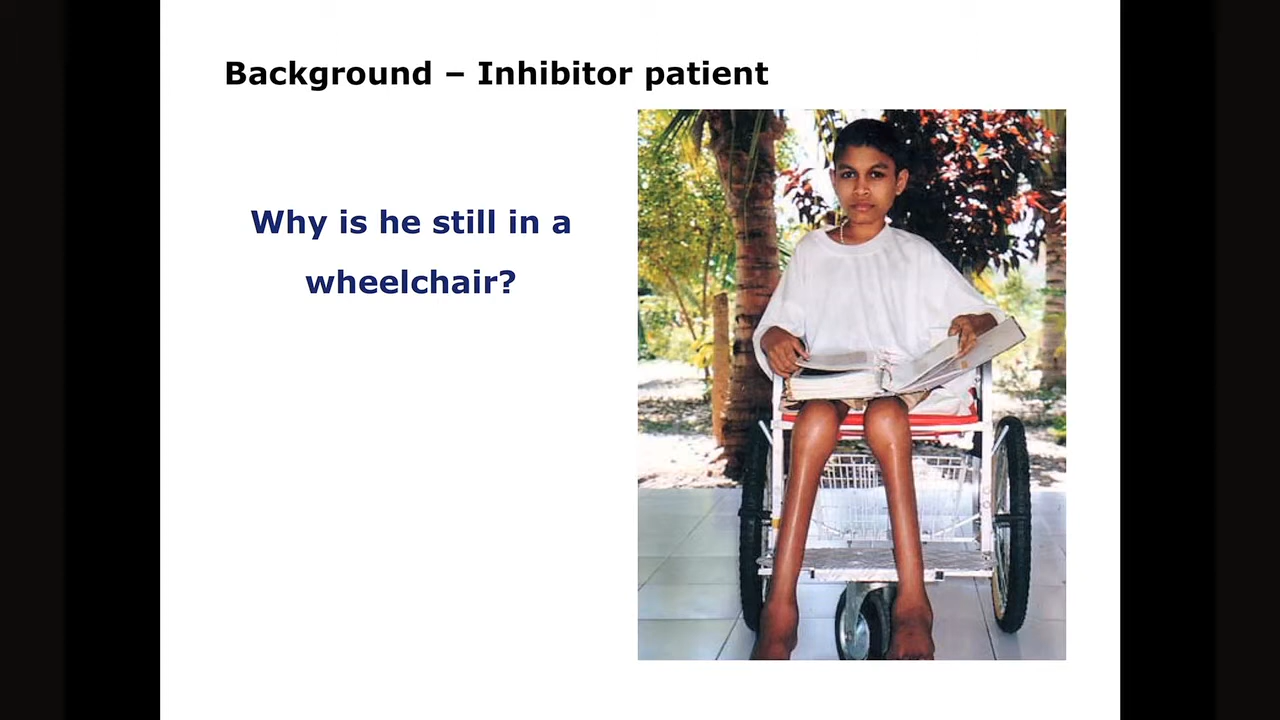 Background – Inhibitor patient
Why is he still in a
wheelchair?